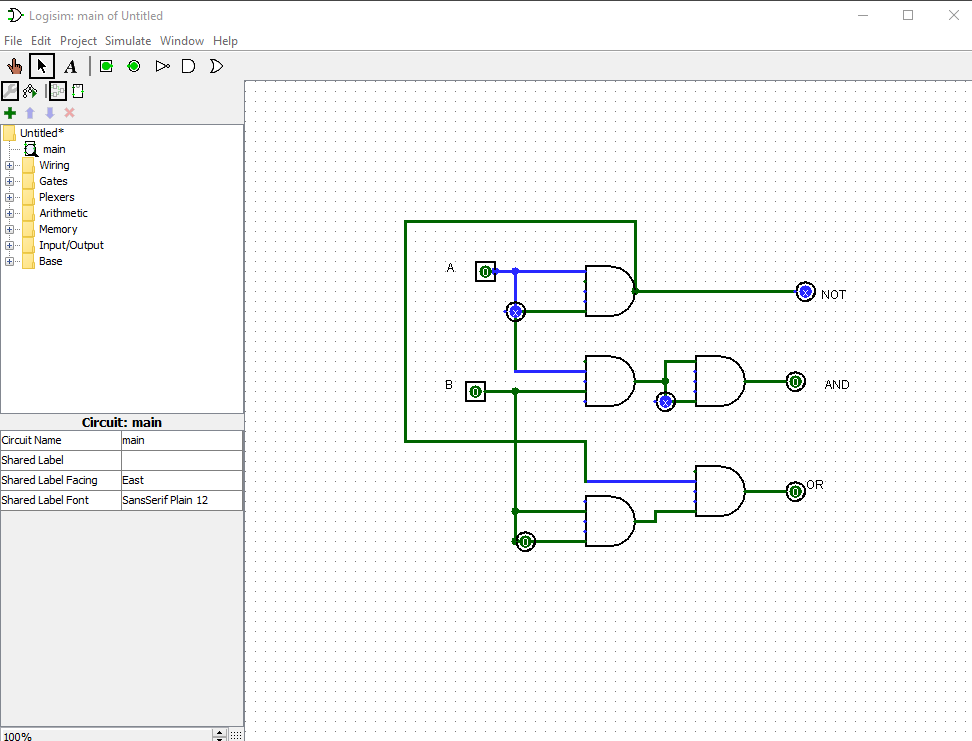 Logisim: main of Untitled
File Edit Project Simulate Window Help
A
Untitled*
main
Wiring
Gates
Plexers
Arithmetic
Memory
Input/Output
Base
Circuit: main
Circuit Name main
Shared Label
Shared Label Facing East
Shared Label Font SansSerif Plain 12
100%
A 0
x
x NOT
B 0
x
0 AND
0 OR
0